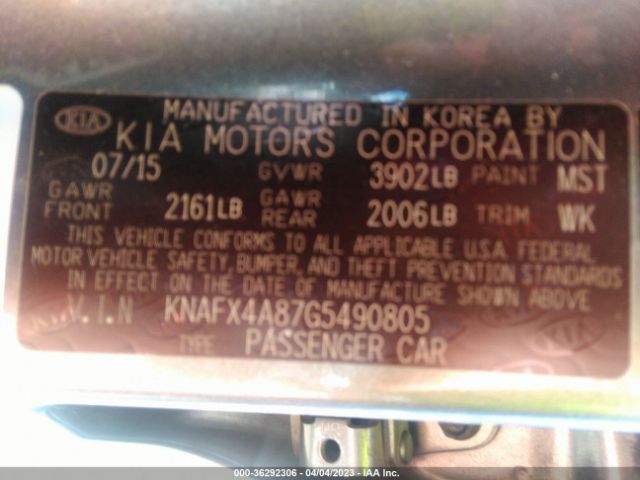 MANUFACTURED IN KOREA BY
KIA KIA MOTORS CORPORATION
07/15 GVWR 3902LB PAINT MST
GAWR FRONT 2161LB GAWR REAR 2006LB TRIM WK
THIS VEHICLE CONFORMS TO ALL APPLICABLE U.S.A. FEDERAL
MOTOR VEHICLE SAFETY, BUMPER, AND THEFT PREVENTION STANDARDS
IN EFFECT ON THE DATE OF MANUFACTURE SHOWN ABOVE
V.I.N KNAFX4A87G5490805
TYPE PASSENGER CAR
KIA
000-36292306 - 04/04/2023 - IAA Inc.